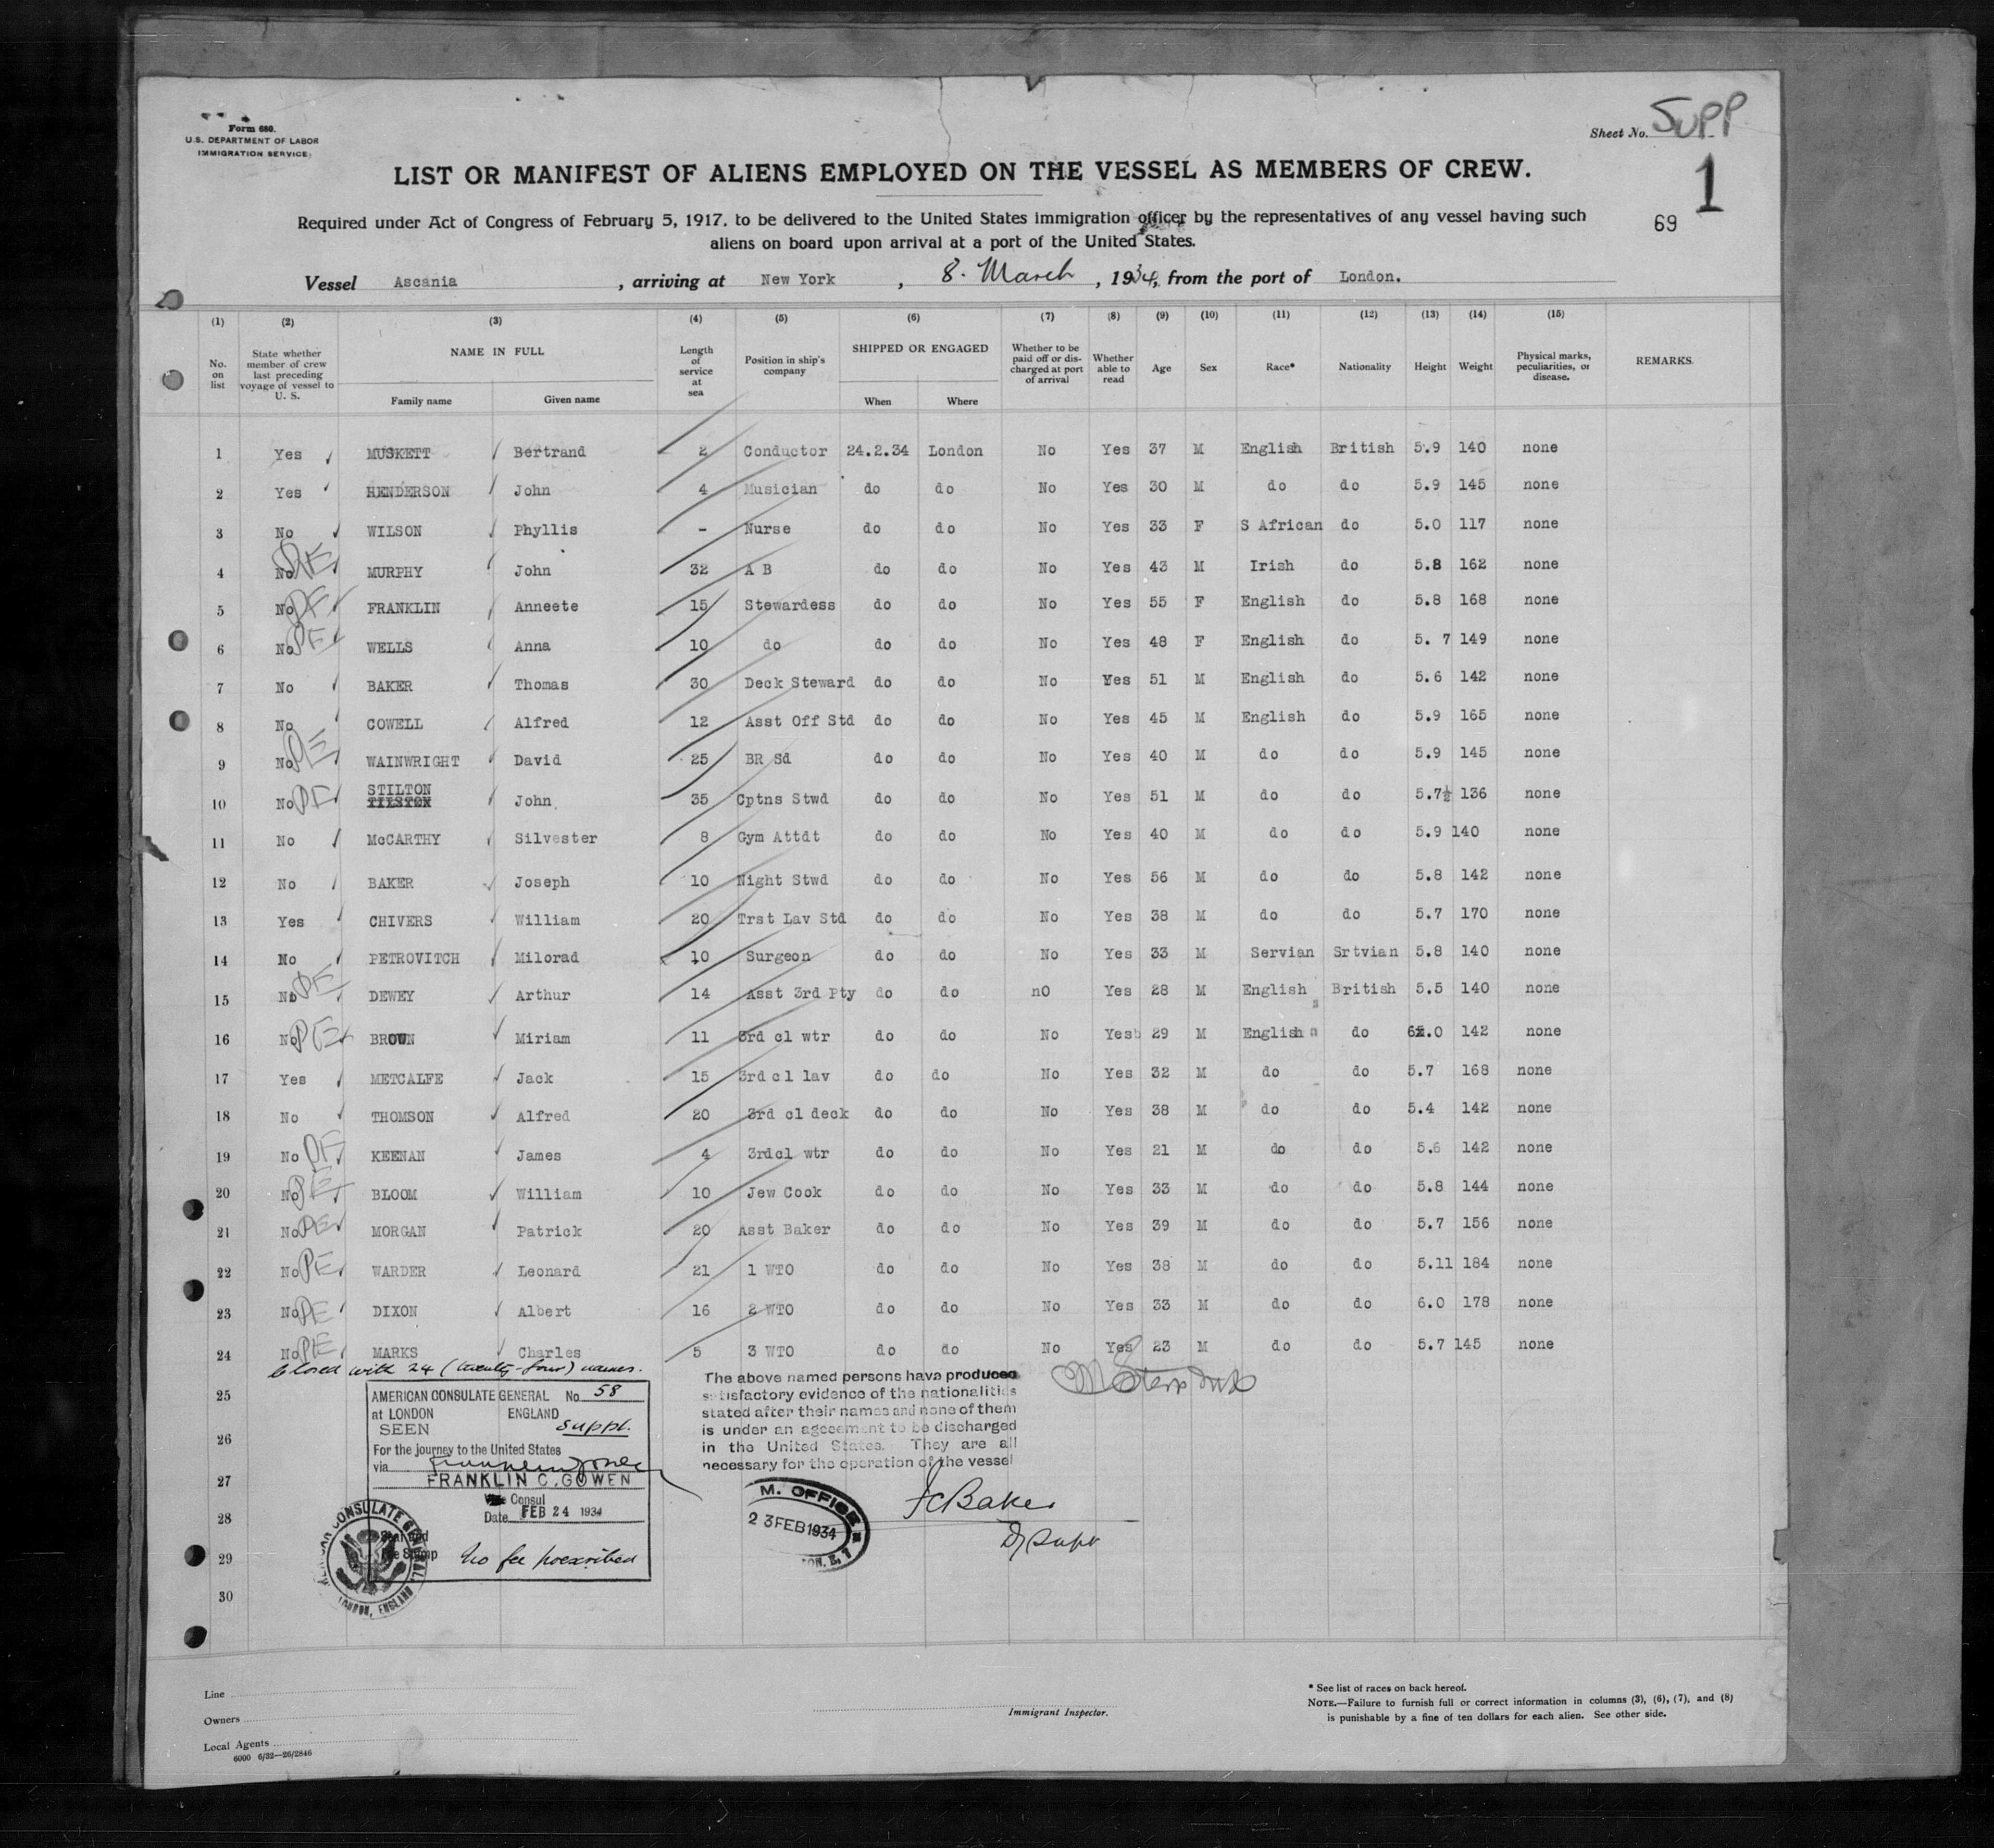 Form 680.
U.S. DEPARTMENT OF LABOR
IMMIGRATION SERVICE
Sheet No. SUPP
1
69
LIST OR MANIFEST OF ALIENS EMPLOYED ON THE VESSEL AS MEMBERS OF CREW.
Required under Act of Congress of February 5, 1917, to be delivered to the United States immigration officer by the representatives of any vessel having such
aliens on board upon arrival at a port of the United States.
Vessel Ascania , arriving at New York , 8. March , 1934, from the port of London.
(1) (2) (3) (4) (5) (6) (7) (8) (9) (10) (11) (12) (13) (14) (15)
No. on list State whether member of crew last preceding voyage of vessel to U. S. NAME IN FULL Family name Given name Length of service at sea Position in ship's company SHIPPED OR ENGAGED When Where Whether to be paid off or discharged at port of arrival Whether able to read Age Sex Race* Nationality Height Weight Physical marks, peculiarities, or disease. REMARKS.
1 Yes MUSKETT Bertrand 2 Conductor 24.2.34 London No Yes 37 M English British 5.9 140 none
2 Yes HENDERSON John 4 Musician do do No Yes 30 M do do 5.9 145 none
3 No WILSON Phyllis - Nurse do do No Yes 33 F S African do 5.0 117 none
4 No PE MURPHY John 32 A B do do No Yes 43 M Irish do 5.8 162 none
5 No PE FRANKLIN Anneete 15 Stewardess do do No Yes 55 F English do 5.8 168 none
6 No PE WELLS Anna 10 do do do No Yes 48 F English do 5. 7 149 none
7 No BAKER Thomas 30 Deck Steward do do No Yes 51 M English do 5.6 142 none
8 No COWELL Alfred 12 Asst Off Std do do No Yes 45 M English do 5.9 165 none
9 No PE WAINWRIGHT David 25 BR Sd do do No Yes 40 M do do 5.9 145 none
10 No PE STILTON John 35 Cptns Stwd do do No Yes 51 M do do 5.7½ 136 none
11 No McCARTHY Silvester 8 Gym Attdt do do No Yes 40 M do do 5.9 140 none
12 No BAKER Joseph 10 Night Stwd do do No Yes 56 M do do 5.8 142 none
13 Yes CHIVERS William 20 Trst Lav Std do do No Yes 38 M do do 5.7 170 none
14 No PETROVITCH Milorad 10 Surgeon do do No Yes 33 M Servian Srtvian 5.8 140 none
15 No PE DEWEY Arthur 14 Asst 3rd Pty do do nO Yes 28 M English British 5.5 140 none
16 No PE BROWN Miriam 11 3rd cl wtr do do No Yes 29 M English do 6.0 142 none
17 Yes METCALFE Jack 15 3rd cl lav do do No Yes 32 M do do 5.7 168 none
18 No THOMSON Alfred 20 3rd cl deck do do No Yes 38 M do do 5.4 142 none
19 No PE KEENAN James 4 3rdcl wtr do do No Yes 21 M do do 5.6 142 none
20 No PE BLOOM William 10 Jew Cook do do No Yes 33 M do do 5.8 144 none
21 No PE MORGAN Patrick 20 Asst Baker do do No Yes 39 M do do 5.7 156 none
22 No PE WARDER Leonard 21 1 WTO do do No Yes 38 M do do 5.11 184 none
23 No PE DIXON Albert 16 2 WTO do do No Yes 33 M do do 6.0 178 none
24 No PE MARKS Charles 5 3 WTO do do No Yes 23 M do do 5.7 145 none
Closed with 24 (twenty-four) names.
25
26
27
28
29
30
AMERICAN CONSULATE GENERAL No. 58
at LONDON ENGLAND
SEEN Suppl.
For the journey to the United States
via
FRANKLIN C. GOWEN
Vice Consul
Date FEB 24 1934
Seal and
Fee Stamp No fee prescribed
AMERICAN CONSULATE GENERAL
LONDON, ENGLAND
The above named persons have produced
satisfactory evidence of the nationalities
stated after their names and none of them
is under an agreement to be discharged
in the United States. They are all
necessary for the operation of the vessel
M. OFFICE
23FEB1934
JCBaker
D/Supt
Line
Owners
Local Agents
6000 6/32—26/2846
Immigrant Inspector.
* See list of races on back hereof.
NOTE.—Failure to furnish full or correct information in columns (3), (6), (7), and (8)
is punishable by a fine of ten dollars for each alien. See other side.